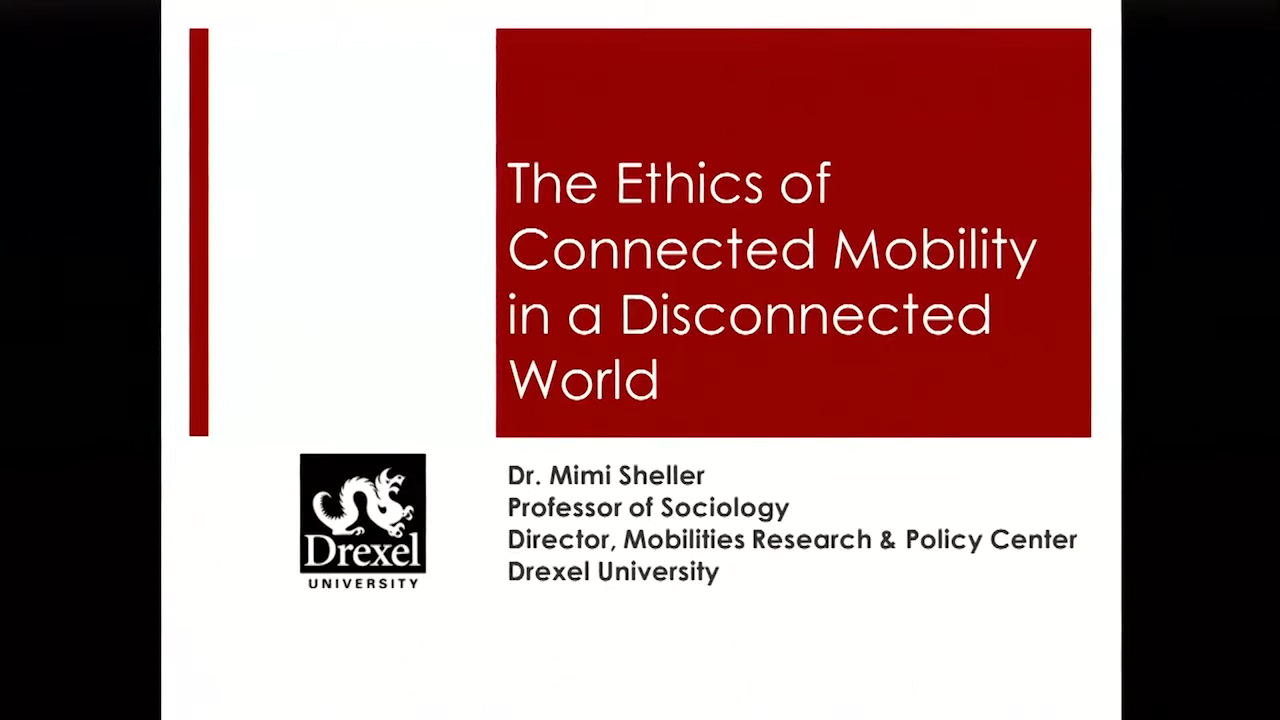 The Ethics of
Connected Mobility
in a Disconnected
World
Dr. Mimi Sheller
Professor of Sociology
Director, Mobilities Research & Policy Center
Drexel University
Drexel
UNIVERSITY